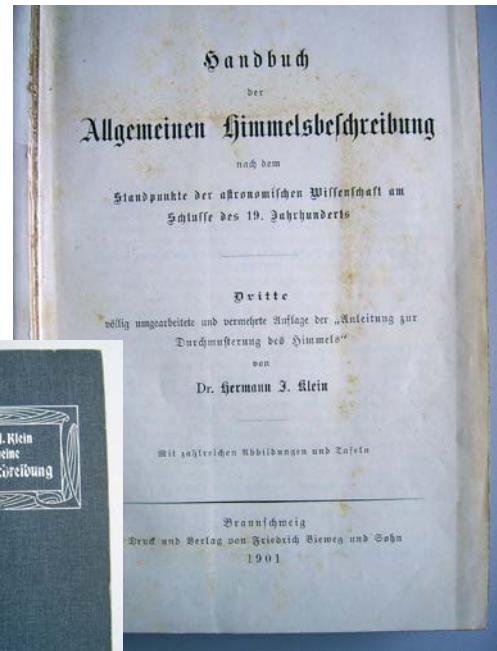 Handbuch
der
Allgemeinen Himmelsbeschreibung
nach dem
Standpunkte der astronomischen Wissenschaft am
Schlusse des 19. Jahrhunderts
Dritte
völlig umgearbeitete und vermehrte Auflage der „Anleitung zur
Durchmusterung des Himmels“
von
Dr. Hermann J. Klein
Mit zahlreichen Abbildungen und Tafeln
Braunschweig
Druck und Verlag von Friedrich Vieweg und Sohn
1901
Klein